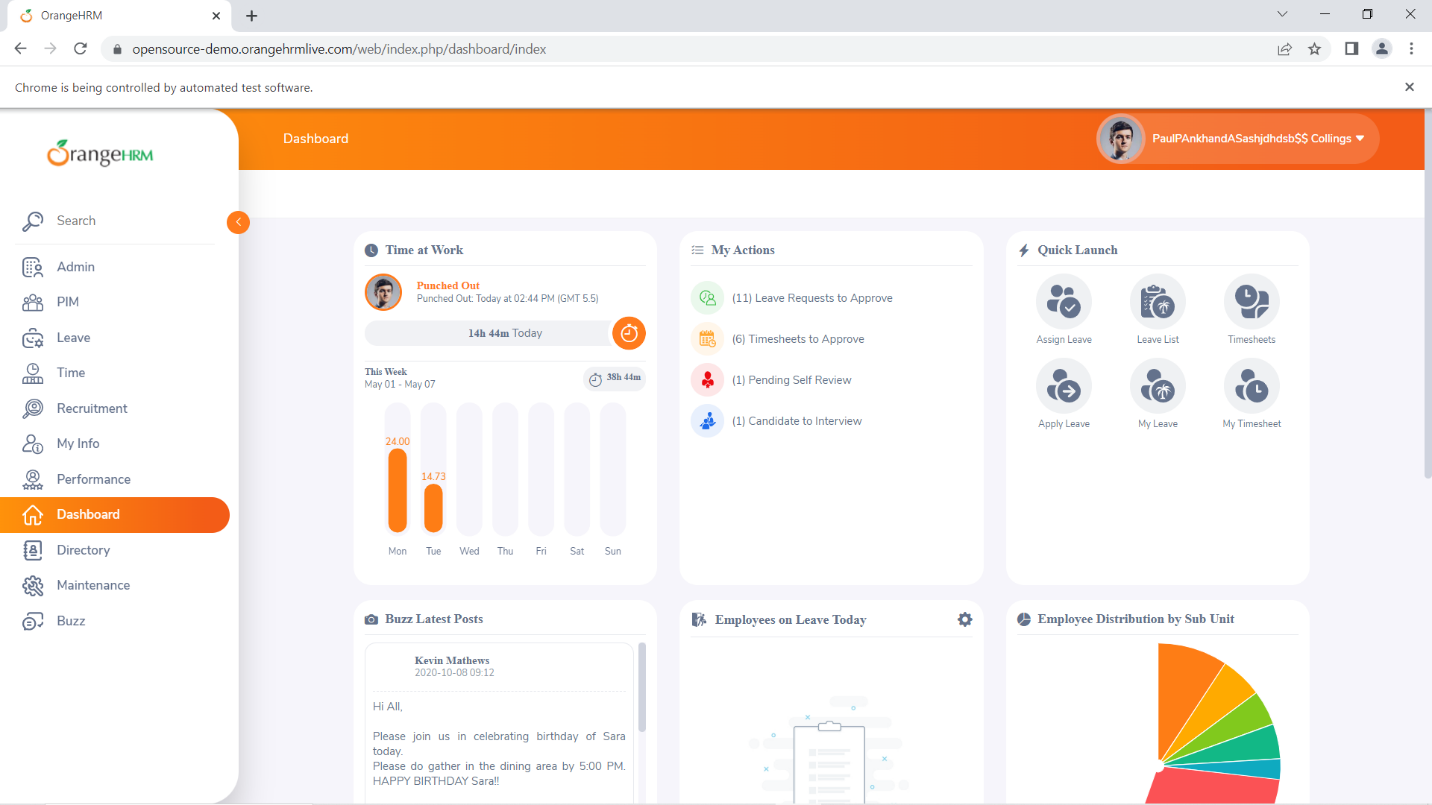 OrangeHRM
opensource-demo.orangehrmlive.com/web/index.php/dashboard/index
Chrome is being controlled by automated test software.
OrangeHRM
Search
Admin
PIM
Leave
Time
Recruitment
My Info
Performance
Dashboard
Directory
Maintenance
Buzz
Dashboard
PaulPAnkhandASashjdhdsb$$ Collings
Time at Work
Punched Out
Punched Out: Today at 02:44 PM (GMT 5.5)
14h 44m Today
This Week
May 01 - May 07
38h 44m
24.00
14.73
Mon Tue Wed Thu Fri Sat Sun
My Actions
(11) Leave Requests to Approve
(6) Timesheets to Approve
(1) Pending Self Review
(1) Candidate to Interview
Quick Launch
Assign Leave Leave List Timesheets
Apply Leave My Leave My Timesheet
Buzz Latest Posts
Kevin Mathews
2020-10-08 09:12
Hi All,
Please join us in celebrating birthday of Sara
today.
Please do gather in the dining area by 5:00 PM.
HAPPY BIRTHDAY Sara!!
Employees on Leave Today
Employee Distribution by Sub Unit